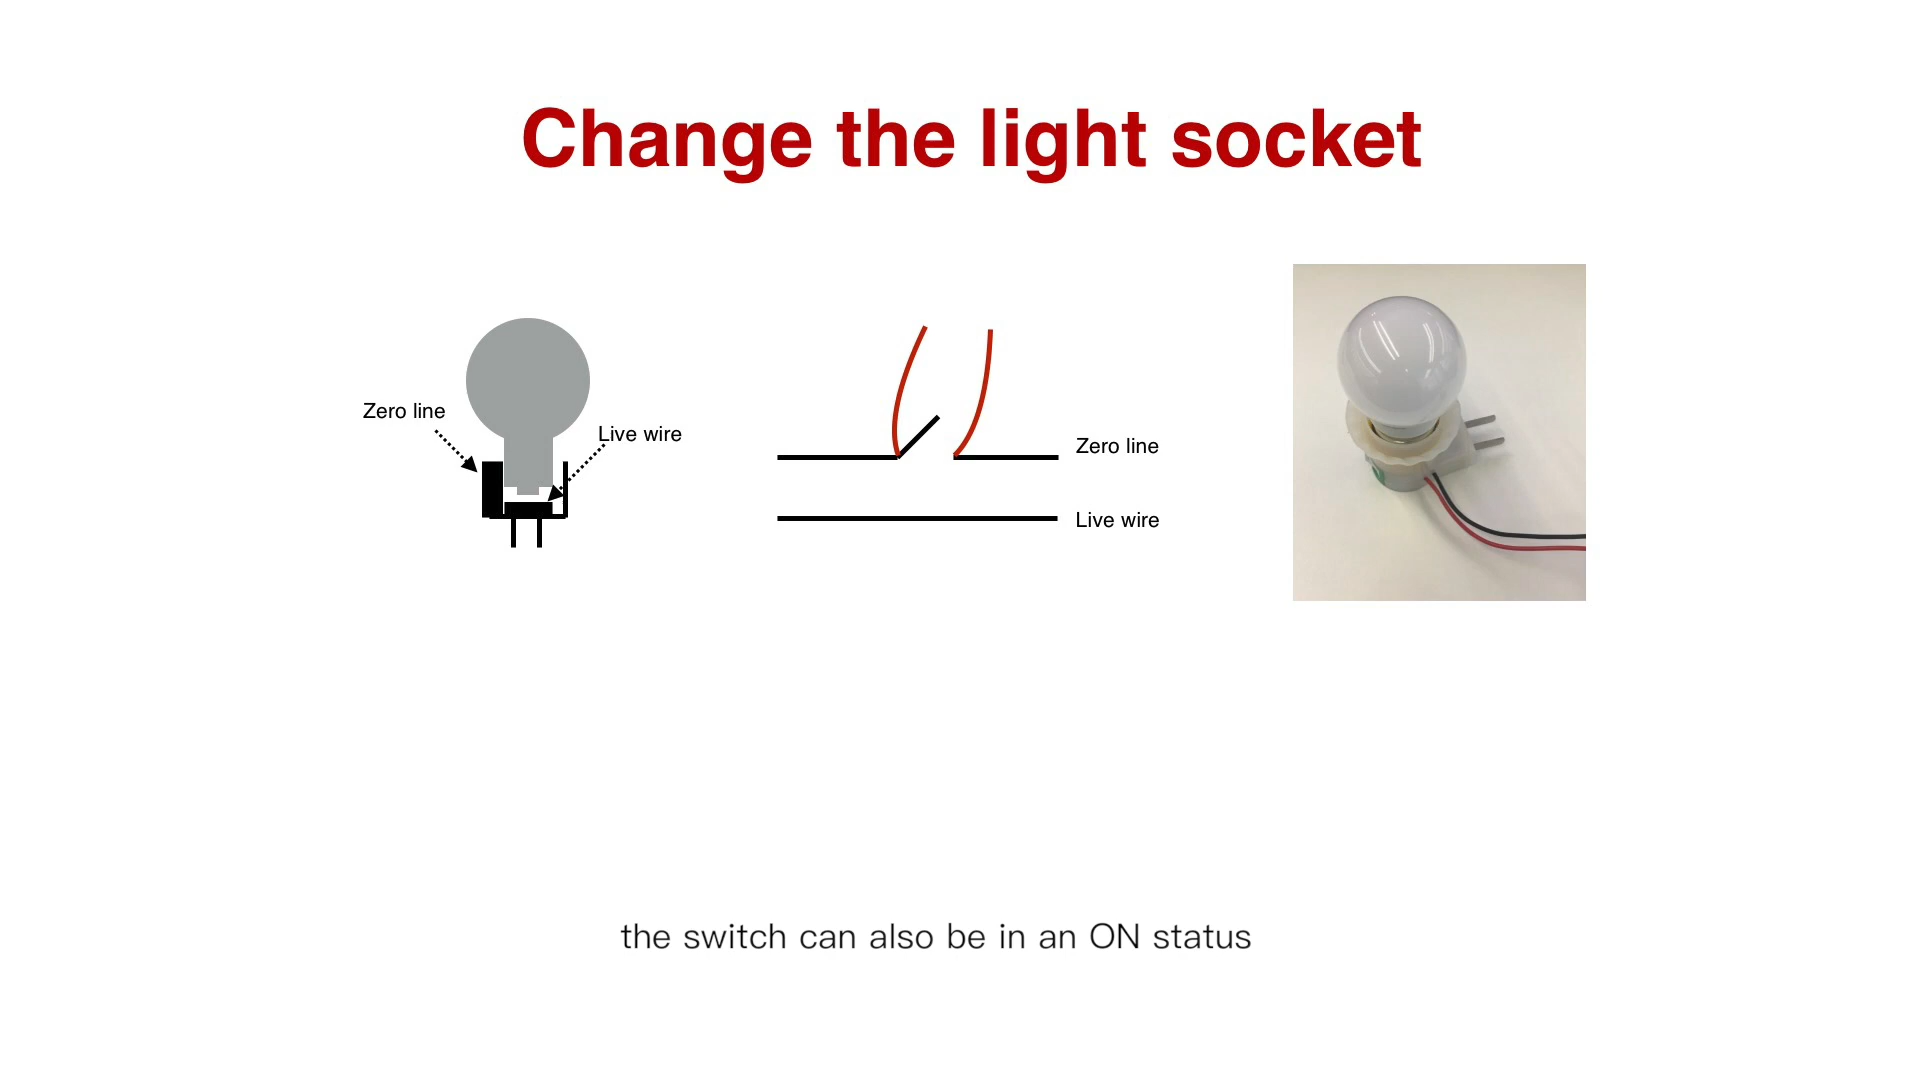 Change the light socket
Zero line
Live wire
Zero line
Live wire
the switch can also be in an ON status